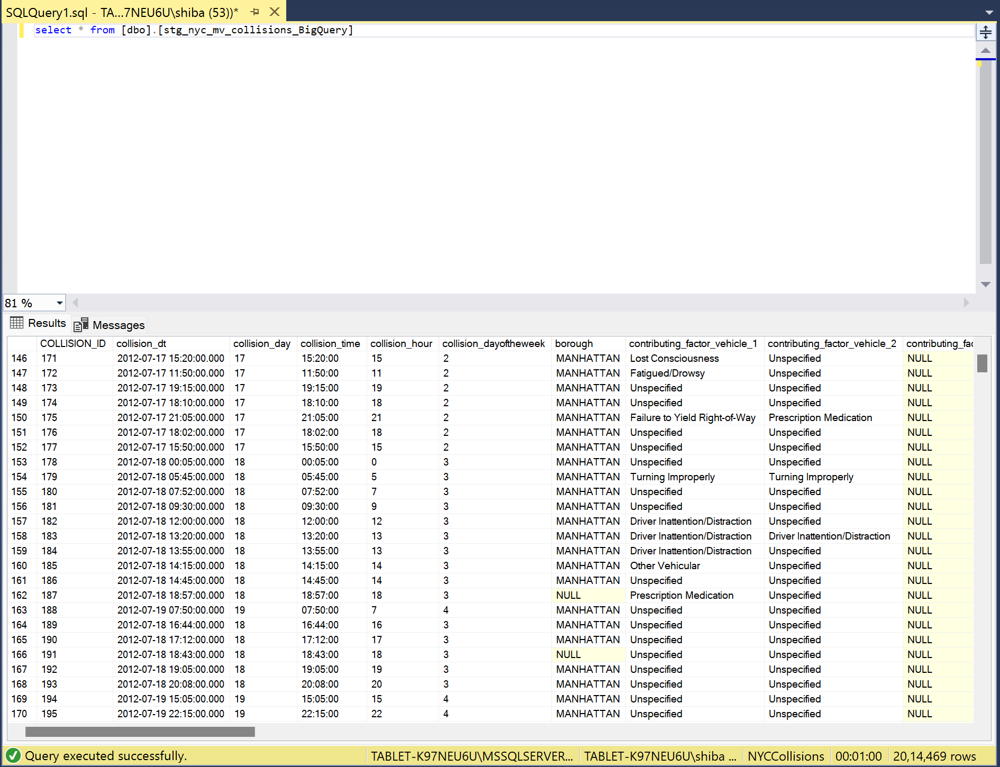 SQLQuery1.sql - TA...7NEU6U\shiba (53))*
select * from [dbo].[stg_nyc_mv_collisions_BigQuery]
81 %
Results Messages
COLLISION_ID collision_dt collision_day collision_time collision_hour collision_dayoftheweek borough contributing_factor_vehicle_1 contributing_factor_vehicle_2 contributing_fac
146 171 2012-07-17 15:20:00.000 17 15:20:00 15 2 MANHATTAN Lost Consciousness Unspecified NULL
147 172 2012-07-17 11:50:00.000 17 11:50:00 11 2 MANHATTAN Fatigued/Drowsy Unspecified NULL
148 173 2012-07-17 19:15:00.000 17 19:15:00 19 2 MANHATTAN Unspecified Unspecified NULL
149 174 2012-07-17 18:10:00.000 17 18:10:00 18 2 MANHATTAN Unspecified Unspecified NULL
150 175 2012-07-17 21:05:00.000 17 21:05:00 21 2 MANHATTAN Failure to Yield Right-of-Way Prescription Medication NULL
151 176 2012-07-17 18:02:00.000 17 18:02:00 18 2 MANHATTAN Unspecified Unspecified NULL
152 177 2012-07-17 15:50:00.000 17 15:50:00 15 2 MANHATTAN Unspecified Unspecified NULL
153 178 2012-07-18 00:05:00.000 18 00:05:00 0 3 MANHATTAN Unspecified Unspecified NULL
154 179 2012-07-18 05:45:00.000 18 05:45:00 5 3 MANHATTAN Turning Improperly Turning Improperly NULL
155 180 2012-07-18 07:52:00.000 18 07:52:00 7 3 MANHATTAN Unspecified Unspecified NULL
156 181 2012-07-18 09:30:00.000 18 09:30:00 9 3 MANHATTAN Unspecified Unspecified NULL
157 182 2012-07-18 12:00:00.000 18 12:00:00 12 3 MANHATTAN Driver Inattention/Distraction Unspecified NULL
158 183 2012-07-18 13:20:00.000 18 13:20:00 13 3 MANHATTAN Driver Inattention/Distraction Driver Inattention/Distraction NULL
159 184 2012-07-18 13:55:00.000 18 13:55:00 13 3 MANHATTAN Driver Inattention/Distraction Unspecified NULL
160 185 2012-07-18 14:15:00.000 18 14:15:00 14 3 MANHATTAN Other Vehicular Unspecified NULL
161 186 2012-07-18 14:45:00.000 18 14:45:00 14 3 MANHATTAN Unspecified Unspecified NULL
162 187 2012-07-18 18:57:00.000 18 18:57:00 18 3 NULL Prescription Medication Unspecified NULL
163 188 2012-07-19 07:50:00.000 19 07:50:00 7 4 MANHATTAN Unspecified Unspecified NULL
164 189 2012-07-18 16:44:00.000 18 16:44:00 16 3 MANHATTAN Unspecified Unspecified NULL
165 190 2012-07-18 17:12:00.000 18 17:12:00 17 3 MANHATTAN Unspecified Unspecified NULL
166 191 2012-07-18 18:43:00.000 18 18:43:00 18 3 NULL Unspecified Unspecified NULL
167 192 2012-07-18 19:05:00.000 18 19:05:00 19 3 MANHATTAN Unspecified Unspecified NULL
168 193 2012-07-18 20:08:00.000 18 20:08:00 20 3 MANHATTAN Unspecified Unspecified NULL
169 194 2012-07-19 15:05:00.000 19 15:05:00 15 4 MANHATTAN Unspecified Unspecified NULL
170 195 2012-07-19 22:15:00.000 19 22:15:00 22 4 MANHATTAN Unspecified Unspecified NULL
Query executed successfully. TABLET-K97NEU6U\MSSQLSERVER... TABLET-K97NEU6U\shiba ... NYCCollisions 00:01:00 20,14,469 rows